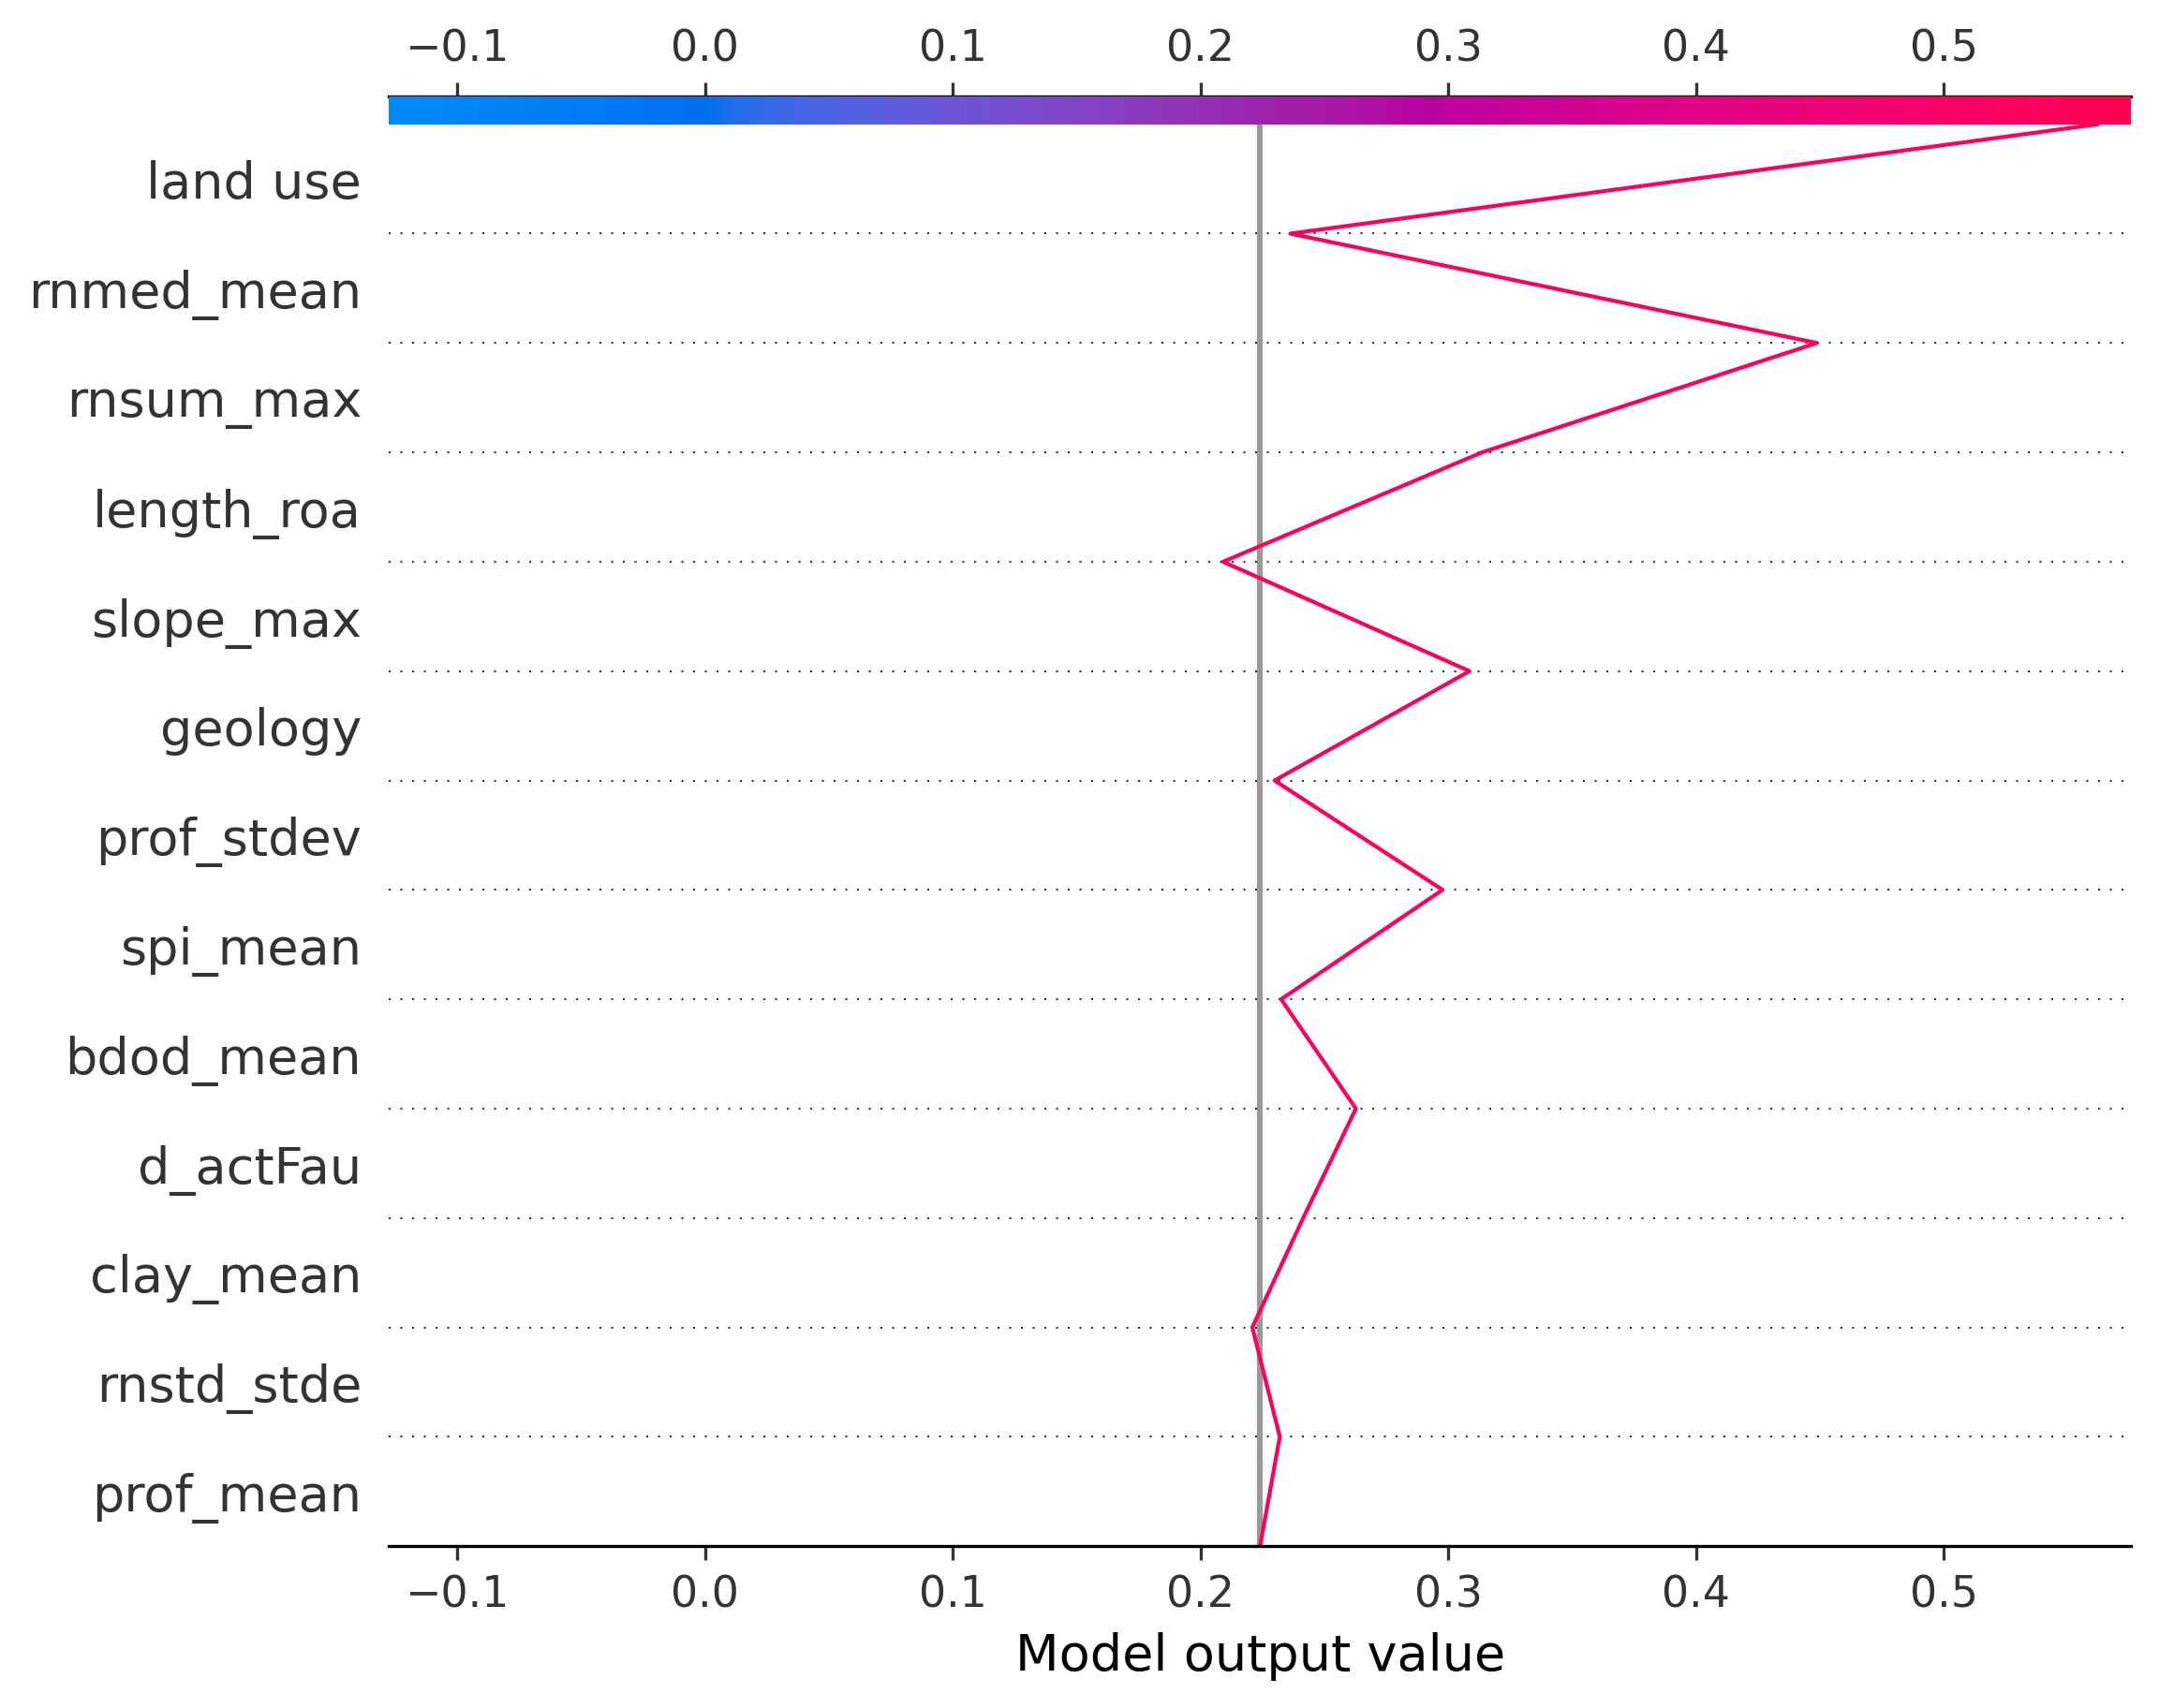 −0.1 0.0 0.1 0.2 0.3 0.4 0.5
land use
rnmed_mean
rnsum_max
length_roa
slope_max
geology
prof_stdev
spi_mean
bdod_mean
d_actFau
clay_mean
rnstd_stde
prof_mean
−0.1 0.0 0.1 0.2 0.3 0.4 0.5
Model output value